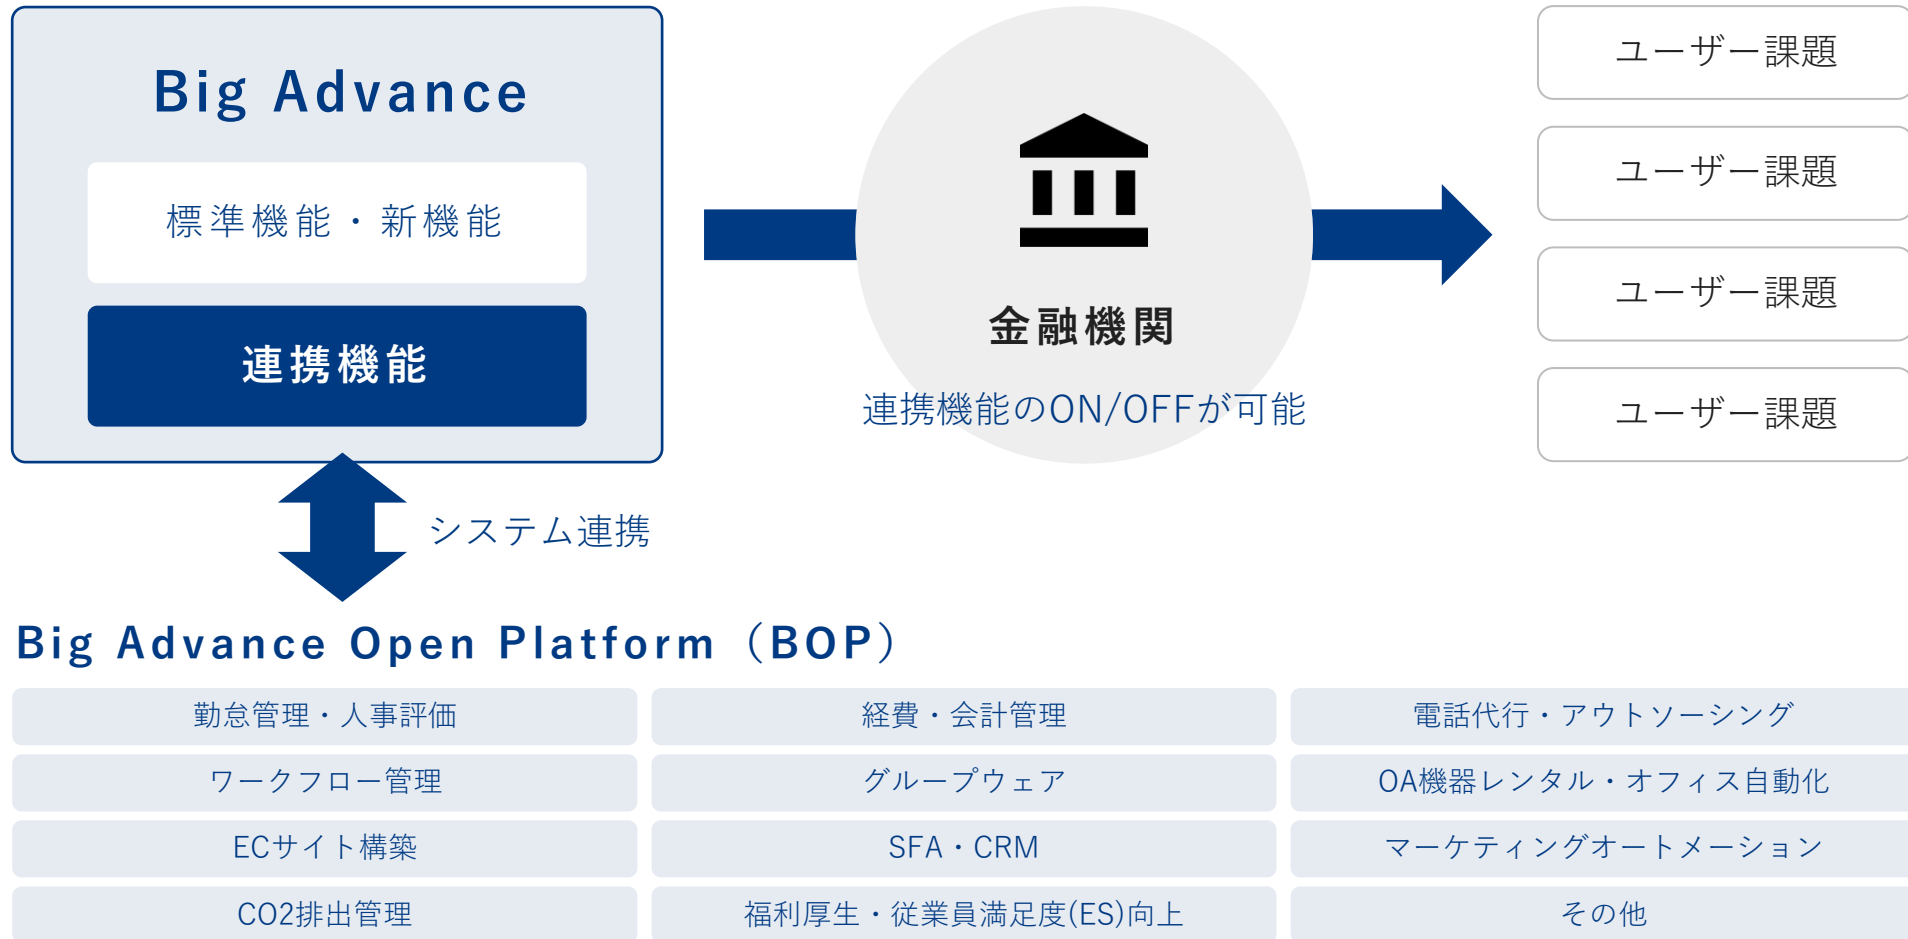 Big Advance
標準機能・新機能
連携機能
金融機関
連携機能のON/OFFが可能
ユーザー課題
ユーザー課題
ユーザー課題
ユーザー課題
システム連携
Big Advance Open Platform（BOP）
勤怠管理・人事評価
経費・会計管理
電話代行・アウトソーシング
ワークフロー管理
グループウェア
OA機器レンタル・オフィス自動化
ECサイト構築
SFA・CRM
マーケティングオートメーション
CO2排出管理
福利厚生・従業員満足度(ES)向上
その他